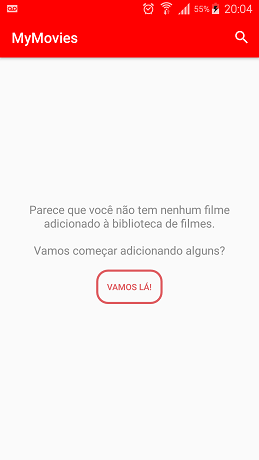 55% 20:04
MyMovies
Parece que você não tem nenhum filme
adicionado à biblioteca de filmes.
Vamos começar adicionando alguns?
VAMOS LÁ!